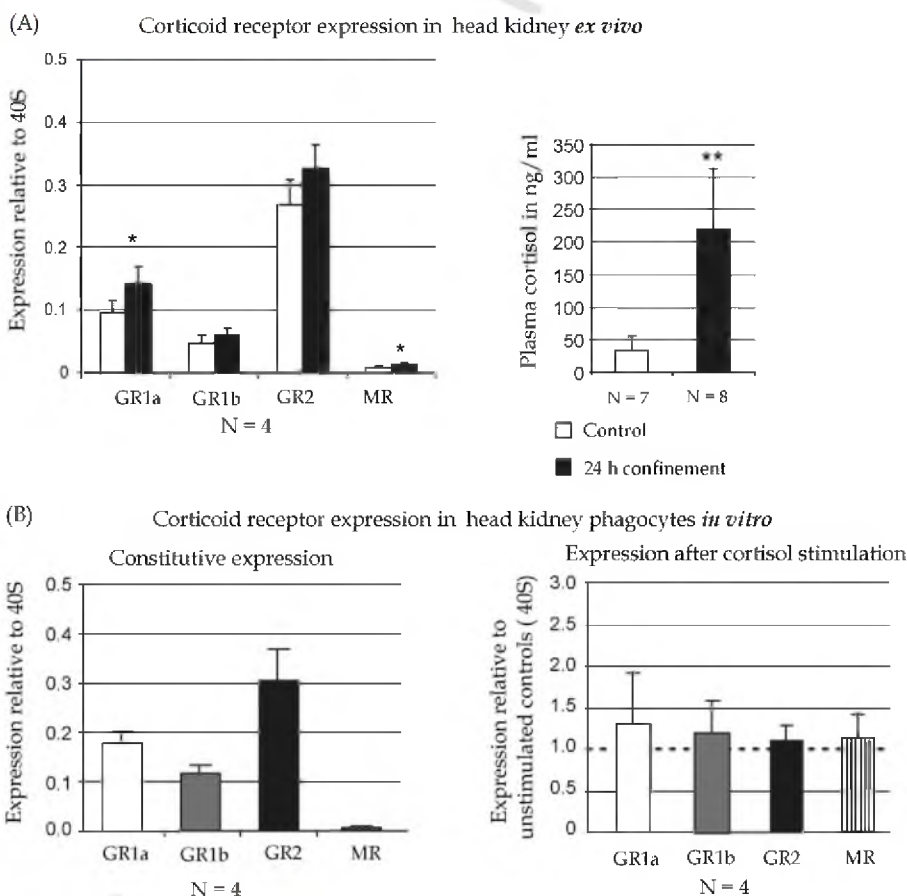 (A)
Corticoid receptor expression in head kidney ex vivo
Expression relative to 40S
0.5
0.4
0.3
0.2
0.1
0
*
*
GR1a GR1b GR2 MR
N = 4
Plasma cortisol in ng/ml
350
300
250
200
150
100
50
0
**
N = 7 N = 8
Control
24 h confinement
(B)
Corticoid receptor expression in head kidney phagocytes in vitro
Constitutive expression
Expression relative to 40S
0.5
0.4
0.3
0.2
0.1
0.0
GR1a GR1b GR2 MR
N = 4
Expression after cortisol stimulation
Expression relative to
unstimulated controls ( 40S)
3.0
2.5
2.0
1.5
1.0
0.5
0
GR1a GR1b GR2 MR
N = 4